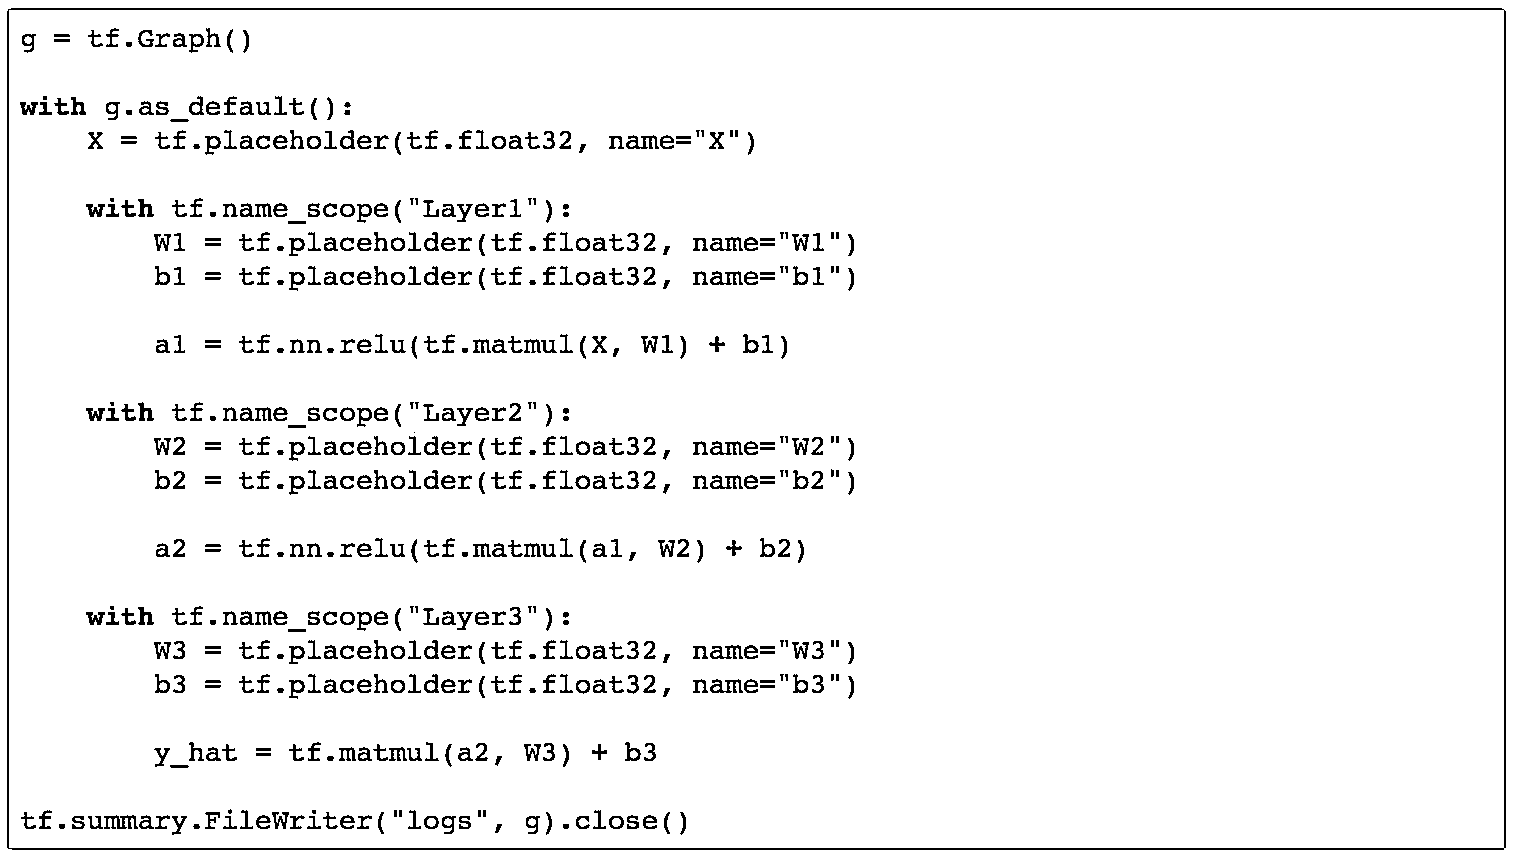 g = tf.Graph()

with g.as_default():
    X = tf.placeholder(tf.float32, name="X")

    with tf.name_scope("Layer1"):
        W1 = tf.placeholder(tf.float32, name="W1")
        b1 = tf.placeholder(tf.float32, name="b1")

        a1 = tf.nn.relu(tf.matmul(X, W1) + b1)

    with tf.name_scope("Layer2"):
        W2 = tf.placeholder(tf.float32, name="W2")
        b2 = tf.placeholder(tf.float32, name="b2")

        a2 = tf.nn.relu(tf.matmul(a1, W2) + b2)

    with tf.name_scope("Layer3"):
        W3 = tf.placeholder(tf.float32, name="W3")
        b3 = tf.placeholder(tf.float32, name="b3")

        y_hat = tf.matmul(a2, W3) + b3

tf.summary.FileWriter("logs", g).close()